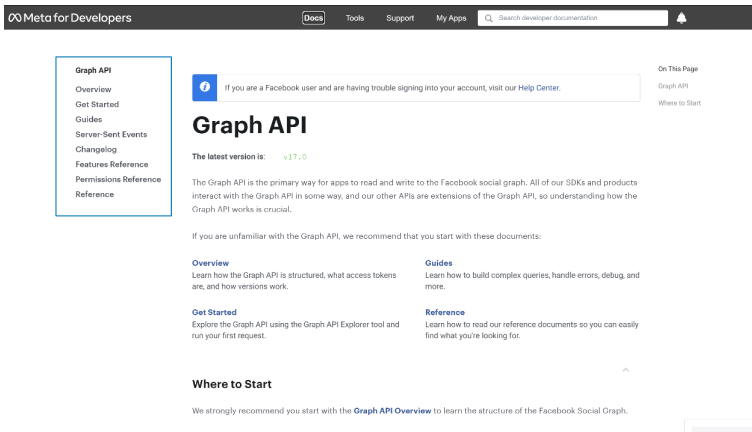 Meta for Developers
Docs
Tools
Support
My Apps
Search developer documentation
Graph API
Overview
Get Started
Guides
Server-Sent Events
Changelog
Features Reference
Permissions Reference
Reference
If you are a Facebook user and are having trouble signing into your account, visit our Help Center.
Graph API
The latest version is: v17.0
The Graph API is the primary way for apps to read and write to the Facebook social graph. All of our SDKs and products
interact with the Graph API in some way, and our other APIs are extensions of the Graph API, so understanding how the
Graph API works is crucial.
If you are unfamiliar with the Graph API, we recommend that you start with these documents:
Overview
Learn how the Graph API is structured, what access tokens
are, and how versions work.
Guides
Learn how to build complex queries, handle errors, debug, and
more.
Get Started
Explore the Graph API using the Graph API Explorer tool and
run your first request.
Reference
Learn how to read our reference documents so you can easily
find what you're looking for.
Where to Start
We strongly recommend you start with the Graph API Overview to learn the structure of the Facebook Social Graph.
On This Page
Graph API
Where to Start